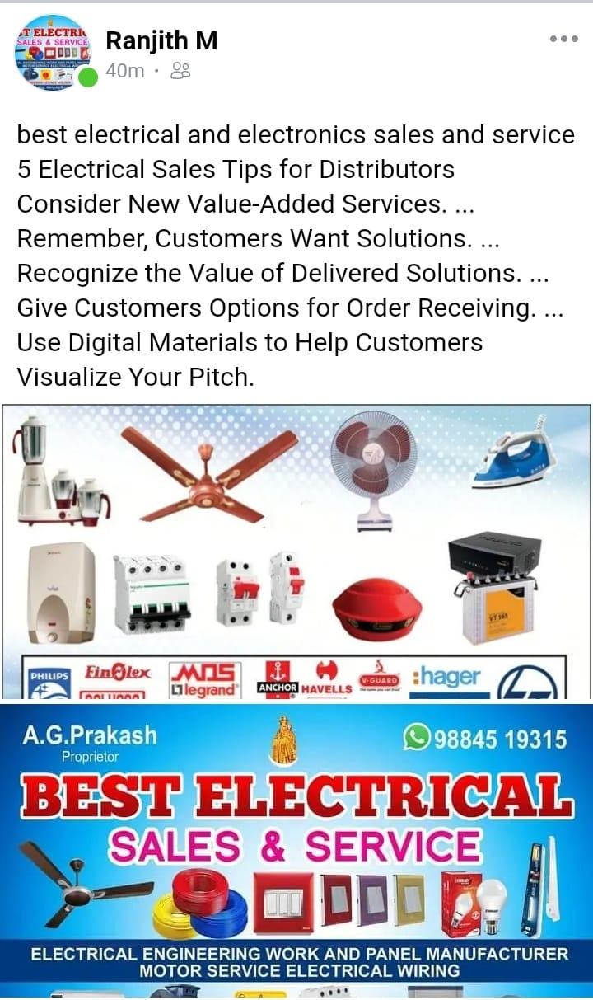 Ranjith M
40m ·
best electrical and electronics sales and service
5 Electrical Sales Tips for Distributors
Consider New Value-Added Services. ...
Remember, Customers Want Solutions. ...
Recognize the Value of Delivered Solutions. ...
Give Customers Options for Order Receiving. ...
Use Digital Materials to Help Customers
Visualize Your Pitch.
PHILIPS
Finolex
MDS
legrand
ANCHOR
HAVELLS
V-GUARD
:hager
A.G.Prakash
Proprietor
98845 19315
BEST ELECTRICAL
SALES & SERVICE
EVEREADY
ELECTRICAL ENGINEERING WORK AND PANEL MANUFACTURER
MOTOR SERVICE ELECTRICAL WIRING